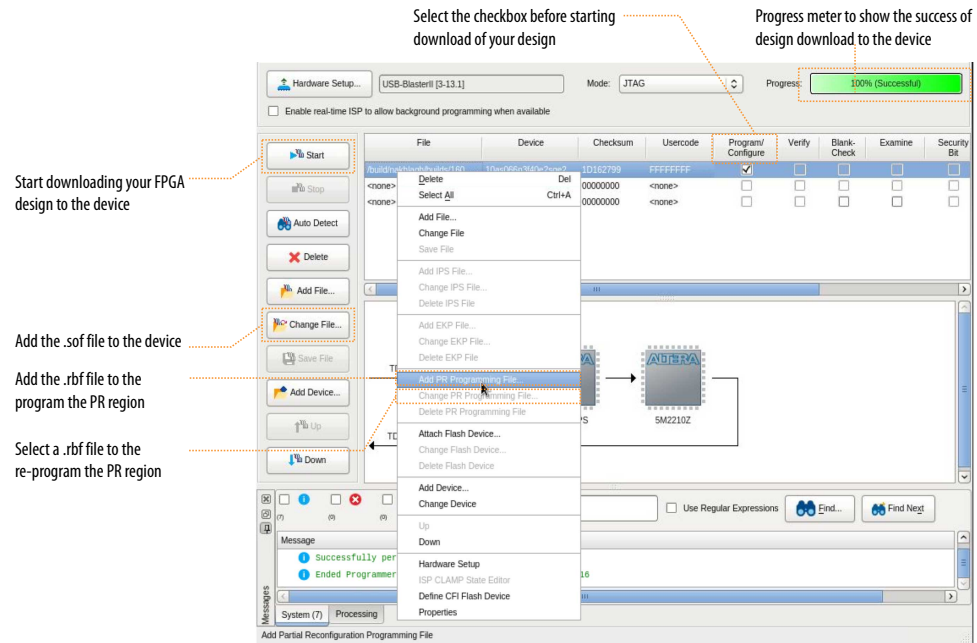 Select the checkbox before starting
download of your design
Progress meter to show the success of
design download to the device
Hardware Setup...
USB-BlasterII [3-13.1]
Mode:
JTAG
Progress:
100% (Successful)
Enable real-time ISP to allow background programming when available
Start
Stop
Auto Detect
Delete
Add File...
Change File...
Save File
Add Device...
Up
Down
Start downloading your FPGA
design to the device
Add the .sof file to the device
Add the .rbf file to the
program the PR region
Select a .rbf file to the
re-program the PR region
File Device Checksum Usercode Program/ Verify Blank- Examine Security
Configure Check Bit
1D162799 FFFFFFFF
<none> 00000000 <none>
<none> 00000000 <none>
Delete Del
Select All Ctrl+A
Add File...
Change File
Save File
Add IPS File...
Change IPS File...
Delete IPS File
Add EKP File...
Change EKP File...
Delete EKP File
Add PR Programming File...
Change PR Programming File...
Delete PR Programming File
Attach Flash Device...
Change Flash Device...
Delete Flash Device
Add Device...
Change Device
Up
Down
Hardware Setup
ISP CLAMP State Editor
Define CFI Flash Device
Properties
ALTERA
5M2210Z
(7) (0) (0)
Use Regular Expressions
Find...
Find Next
Message
Successfully per
Ended Programmer 16
Messages
System (7) Processing
Add Partial Reconfiguration Programming File